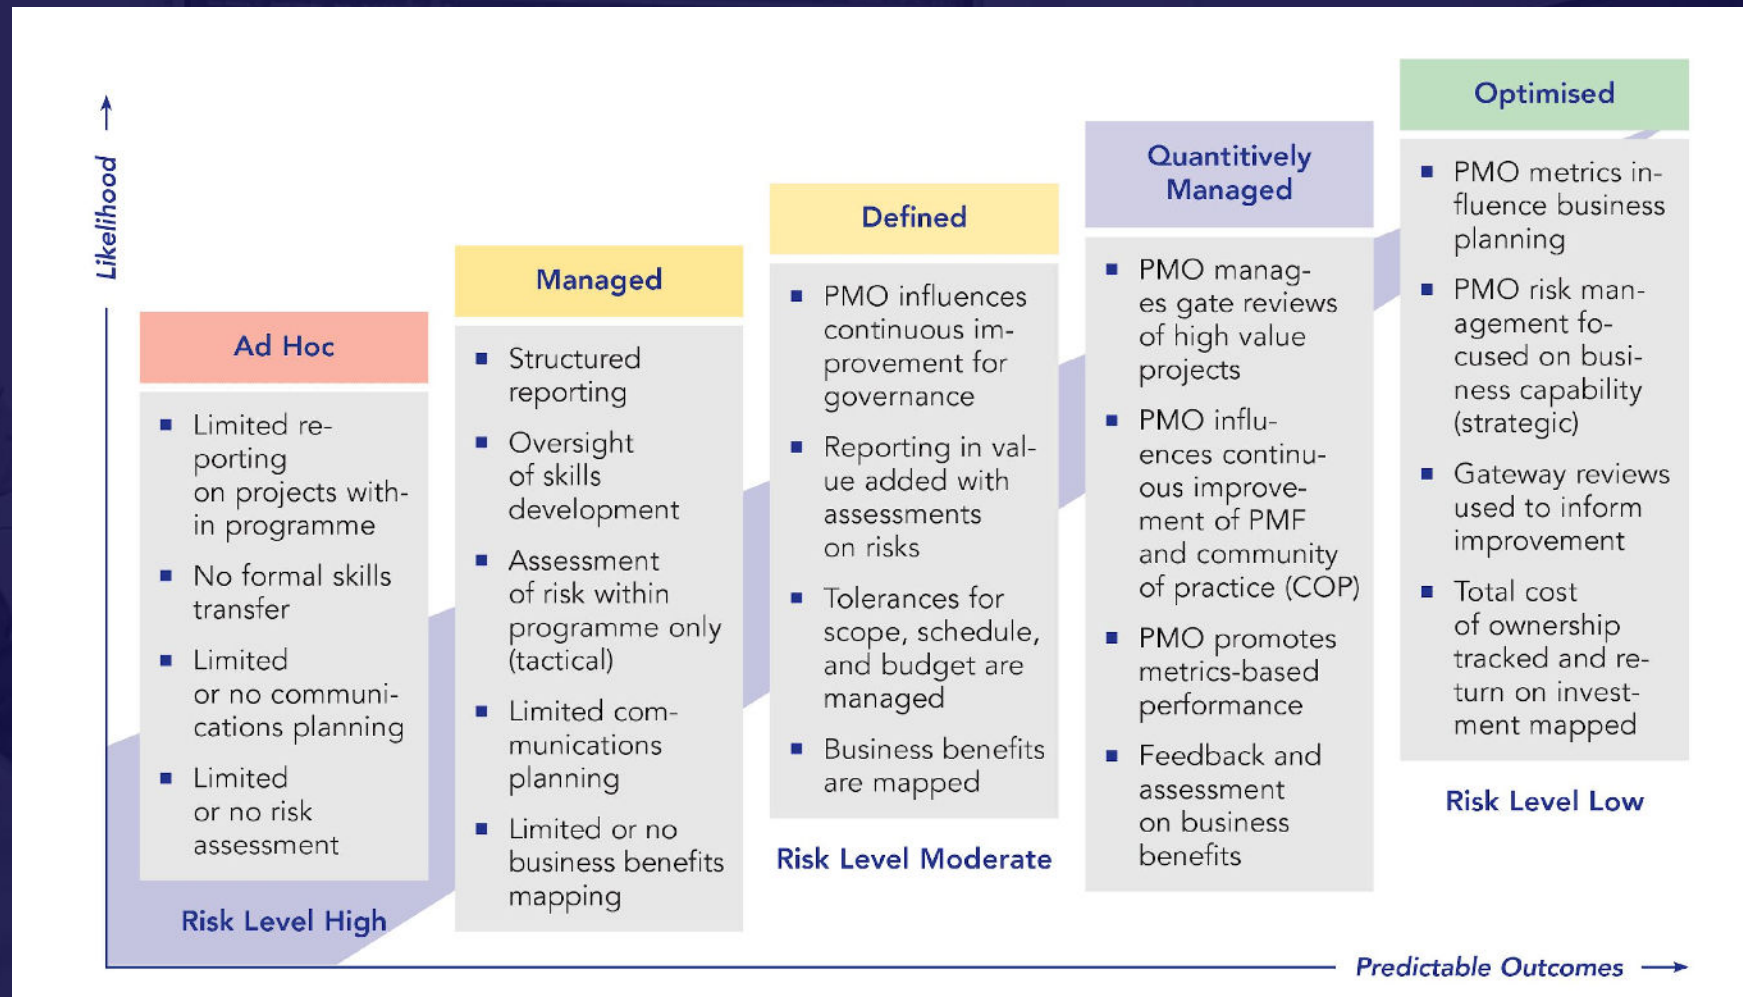 Likelihood
Ad Hoc
Limited re-
porting
on projects with-
in programme
No formal skills
transfer
Limited
or no communi-
cations planning
Limited
or no risk
assessment
Risk Level High
Managed
Structured
reporting
Oversight
of skills
development
Assessment
of risk within
programme only
(tactical)
Limited com-
munications
planning
Limited or no
business benefits
mapping
Defined
PMO influences
continuous im-
provement for
governance
Reporting in val-
ue added with
assessments
on risks
Tolerances for
scope, schedule,
and budget are
managed
Business benefits
are mapped
Risk Level Moderate
Quantitively
Managed
PMO manag-
es gate reviews
of high value
projects
PMO influ-
ences continu-
ous improve-
ment of PMF
and community
of practice (COP)
PMO promotes
metrics-based
performance
Feedback and
assessment
on business
benefits
Optimised
PMO metrics in-
fluence business
planning
PMO risk man-
agement fo-
cused on busi-
ness capability
(strategic)
Gateway reviews
used to inform
improvement
Total cost
of ownership
tracked and re-
turn on invest-
ment mapped
Risk Level Low
Predictable Outcomes